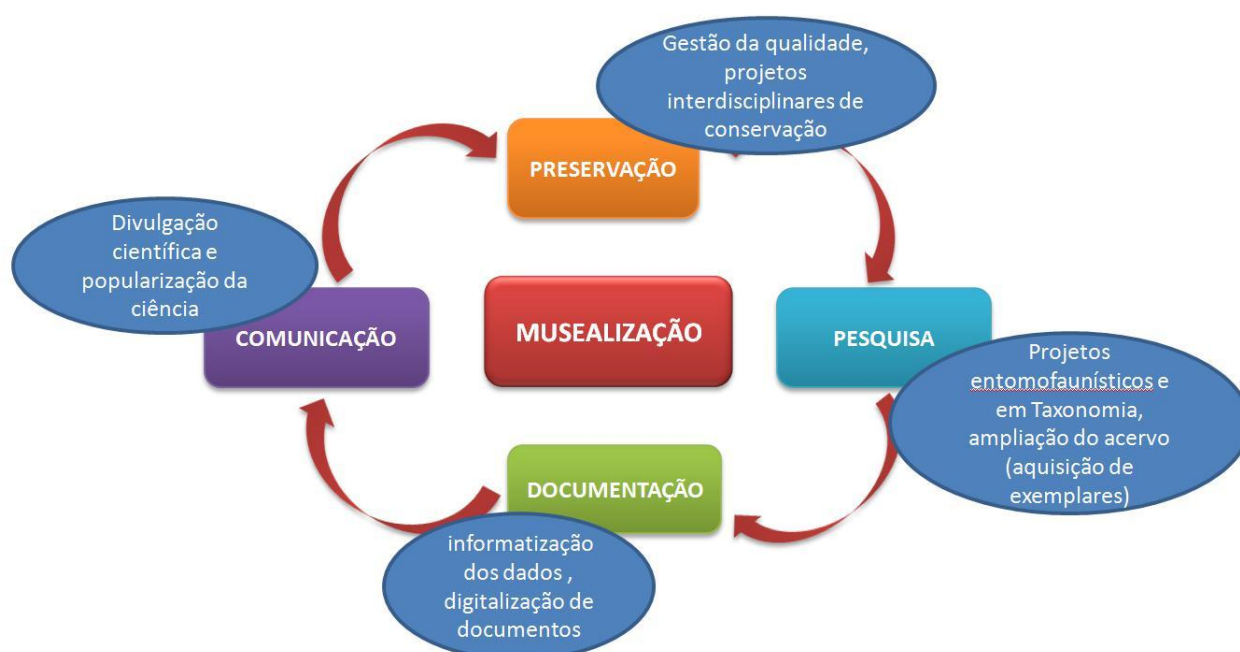 Gestão da qualidade,
projetos
interdisciplinares de
conservação
PRESERVAÇÃO
Divulgação
científica e
popularização da
ciência
COMUNICAÇÃO
MUSEALIZAÇÃO
PESQUISA
Projetos
entomofaunísticos e
em Taxonomia,
ampliação do acervo
(aquisição de
exemplares)
DOCUMENTAÇÃO
informatização
dos dados ,
digitalização de
documentos